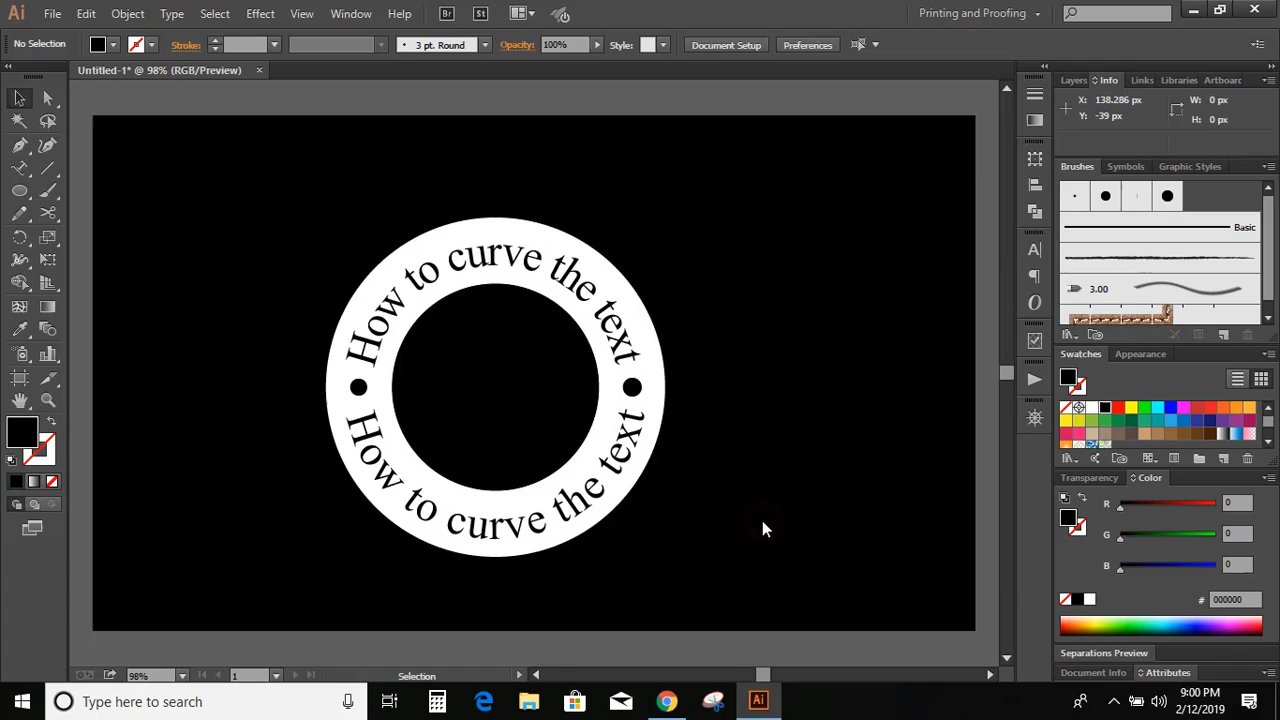 Ai File Edit Object Type Select Effect View Window Help Br St Printing and Proofing
No Selection Stroke: 3 pt. Round Opacity: 100% Style: Document Setup Preferences
Untitled-1* @ 98% (RGB/Preview) ×
How to curve the text
How to curve the text
98% 1 Selection
Layers Info Links Libraries Artboard
X: 138.286 px
Y: -39 px
W: 0 px
H: 0 px
Brushes Symbols Graphic Styles
Basic
3.00
Swatches Appearance
Transparency Color
R 0
G 0
B 0
# 000000
Separations Preview
Document Info Attributes
Type here to search
Ai
9:00 PM
2/12/2019